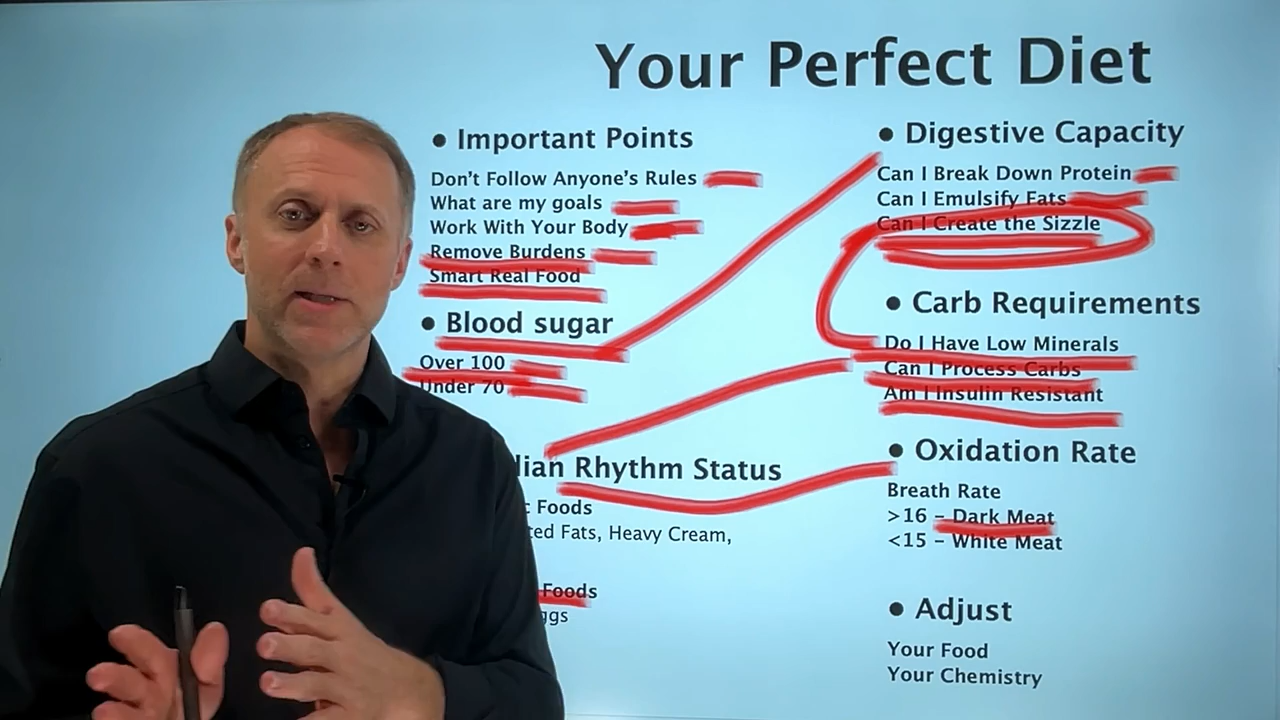 Your Perfect Diet
● Important Points
Don't Follow Anyone's Rules
What are my goals
Work With Your Body
Remove Burdens
Smart Real Food
● Blood sugar
Over 100
Under 70
Rhythm Status
Foods
Fats, Heavy Cream,
Foods
● Digestive Capacity
Can I Break Down Protein
Can I Emulsify Fats
Can I Create the Sizzle
● Carb Requirements
Do I Have Low Minerals
Can I Process Carbs
Am I Insulin Resistant
● Oxidation Rate
Breath Rate
>16 – Dark Meat
<15 – White Meat
● Adjust
Your Food
Your Chemistry